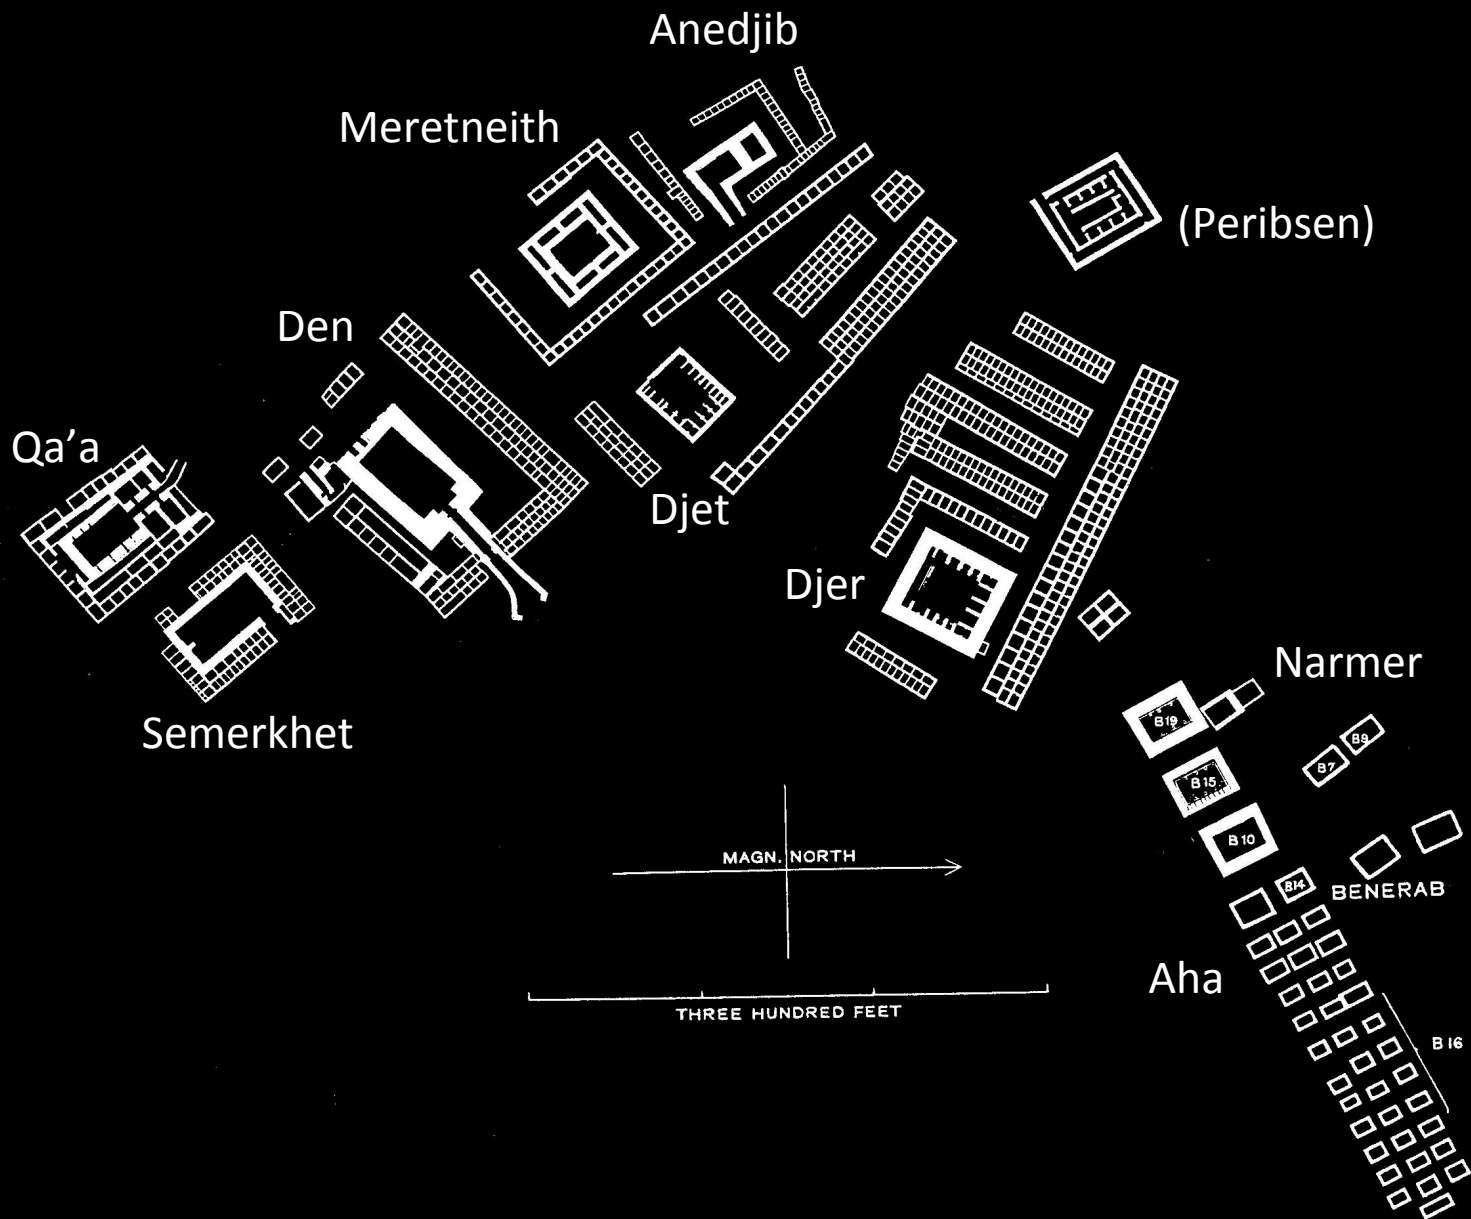 Anedjib
Meretneith
(Peribsen)
Den
Qa’a
Djet
Djer
Narmer
B19
B9
B7
Semerkhet
B15
B10
MAGN. NORTH
B14
BENERAB
Aha
THREE HUNDRED FEET
B16